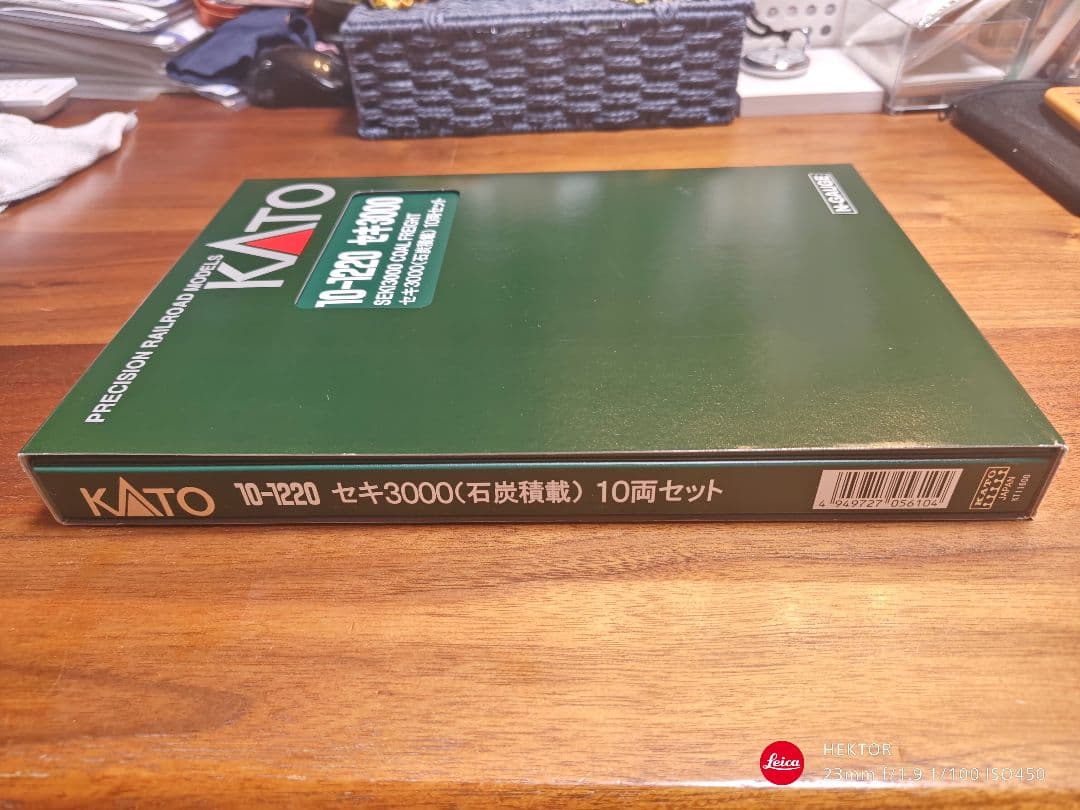 PRECISION RAILROAD MODELS
KATO
10-1220 セキ3000
SEKI3000 COAL FREIGHT
セキ3000(石炭積載) 10両セット
N-GAUGE
KATO 10-1220 セキ3000(石炭積載) 10両セット
4 949727 056104
KATO
JAPAN
Leica
HEKTOR
23mm f/1.9 1/100 ISO450